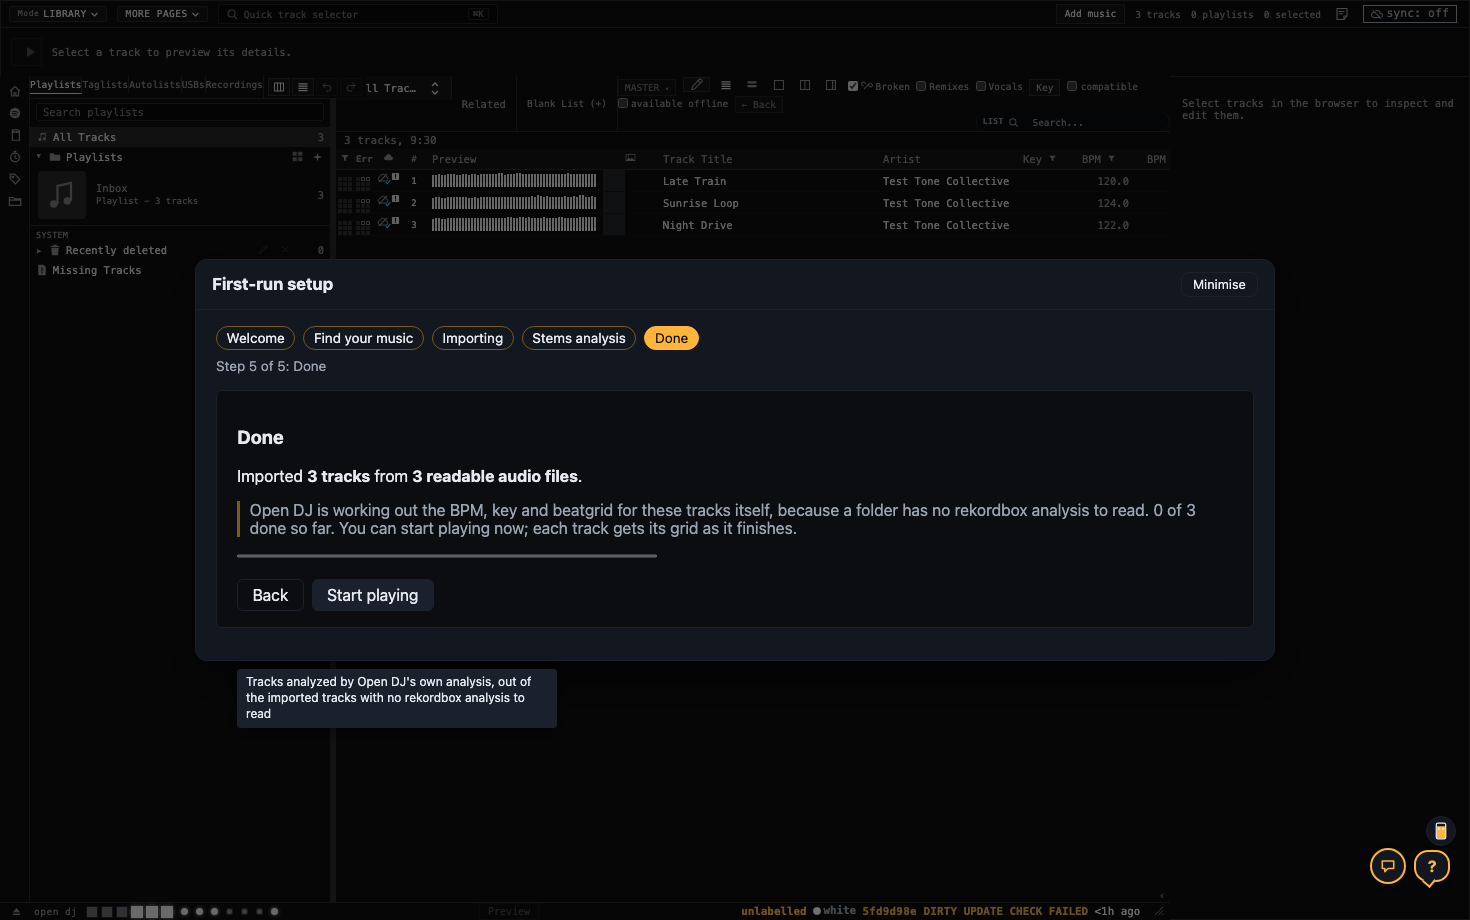 Mode LIBRARY
MORE PAGES
Quick track selector
⌘K
Add music
3 tracks 0 playlists 0 selected
sync: off
Select a track to preview its details.
Playlists
Taglists
Autolists
USBs
Recordings
ll Trac…
Related
Blank List (+)
MASTER
Broken
Remixes
Vocals
Key
compatible
available offline
← Back
LIST
Search...
Select tracks in the browser to inspect and
edit them.
Search playlists
All Tracks 3
Playlists
Inbox
Playlist – 3 tracks
3
SYSTEM
Recently deleted 0
Missing Tracks
3 tracks, 9:30
Err # Preview Track Title Artist Key BPM BPM
1 Late Train Test Tone Collective 120.0
2 Sunrise Loop Test Tone Collective 124.0
3 Night Drive Test Tone Collective 122.0
First-run setup
Minimise
Welcome
Find your music
Importing
Stems analysis
Done
Step 5 of 5: Done
Done
Imported 3 tracks from 3 readable audio files.
Open DJ is working out the BPM, key and beatgrid for these tracks itself, because a folder has no rekordbox analysis to read. 0 of 3
done so far. You can start playing now; each track gets its grid as it finishes.
Back
Start playing
Tracks analyzed by Open DJ's own analysis, out of
the imported tracks with no rekordbox analysis to
read
?
open dj
Preview
unlabelled white 5fd9d98e DIRTY UPDATE CHECK FAILED <1h ago